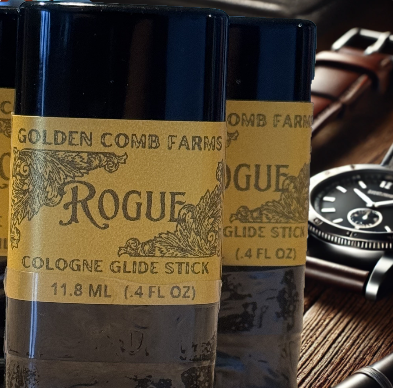 GOLDEN COMB FARMS
ROGUE
COLOGNE GLIDE STICK
11.8 ML (.4 FL OZ)
OMB FARM
OGUE
GLIDE STICK
(.4 FL OZ)